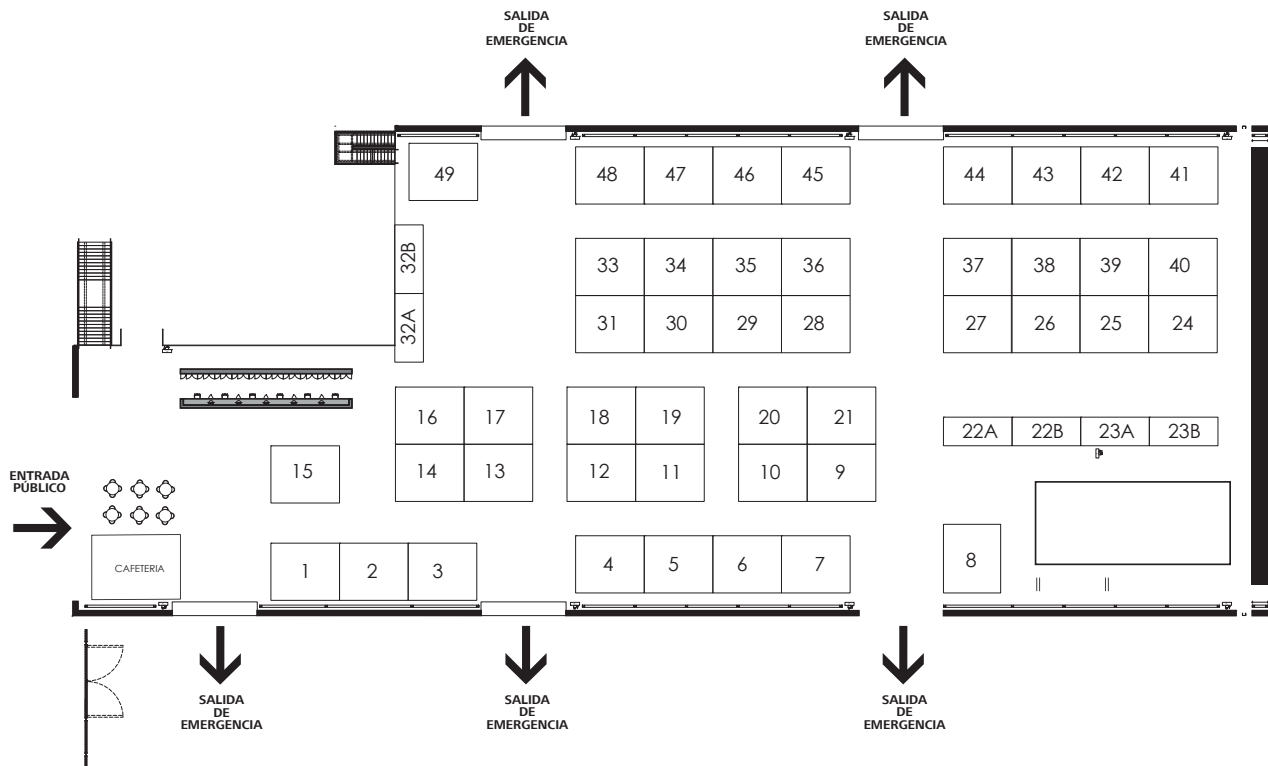 SALIDA
DE
EMERGENCIA
SALIDA
DE
EMERGENCIA
49
48 47 46 45
44 43 42 41
32B
33 34 35 36
37 38 39 40
32A
31 30 29 28
27 26 25 24
16 17
18 19
20 21
22A 22B 23A 23B
15
14 13
12 11
10 9
ENTRADA
PÚBLICO
CAFETERIA
1 2 3
4 5 6 7
8
SALIDA
DE
EMERGENCIA
SALIDA
DE
EMERGENCIA
SALIDA
DE
EMERGENCIA